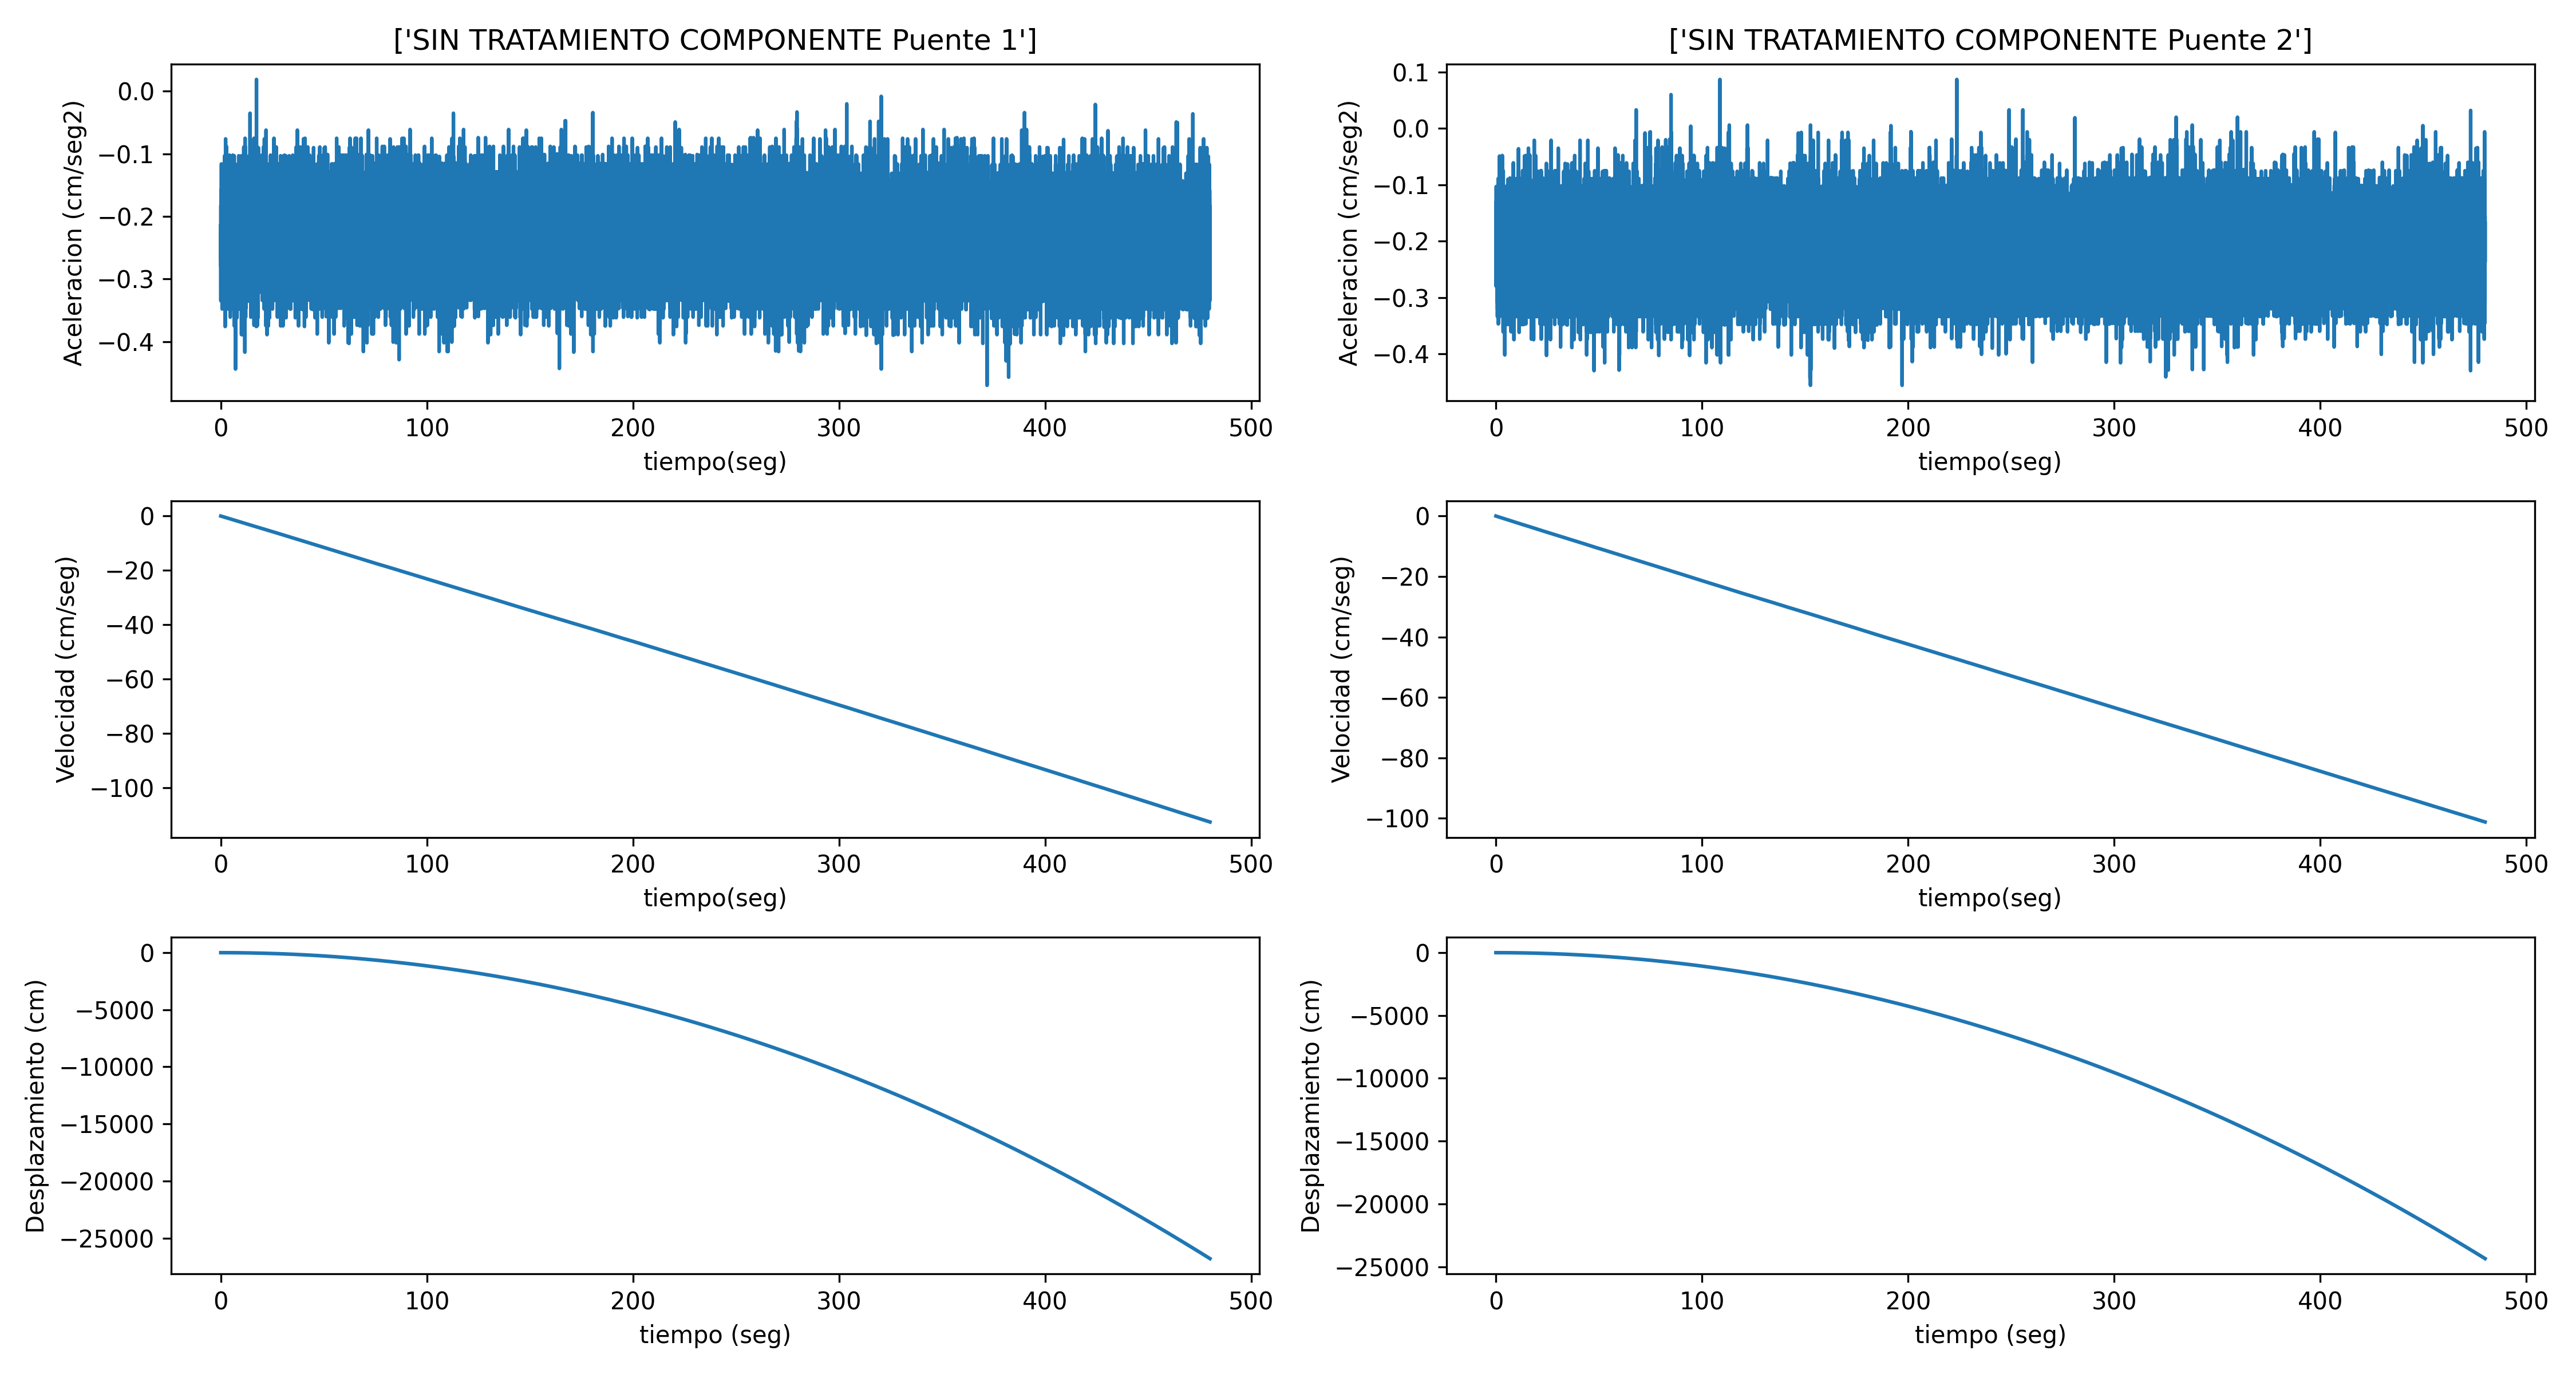 ['SIN TRATAMIENTO COMPONENTE Puente 1']
Aceleracion (cm/seg2)
0.0
−0.1
−0.2
−0.3
−0.4
0 100 200 300 400 500
tiempo(seg)
['SIN TRATAMIENTO COMPONENTE Puente 2']
Aceleracion (cm/seg2)
0.1
0.0
−0.1
−0.2
−0.3
−0.4
0 100 200 300 400 500
tiempo(seg)
Velocidad (cm/seg)
0
−20
−40
−60
−80
−100
0 100 200 300 400 500
tiempo(seg)
Velocidad (cm/seg)
0
−20
−40
−60
−80
−100
0 100 200 300 400 500
tiempo(seg)
Desplazamiento (cm)
0
−5000
−10000
−15000
−20000
−25000
0 100 200 300 400 500
tiempo (seg)
Desplazamiento (cm)
0
−5000
−10000
−15000
−20000
−25000
0 100 200 300 400 500
tiempo (seg)